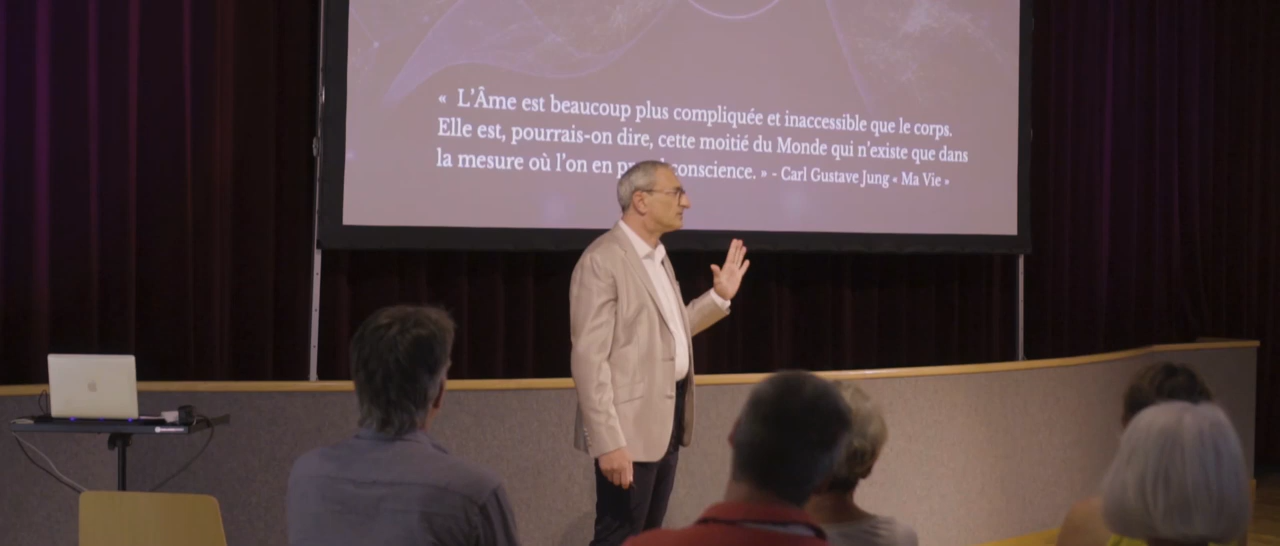 « L’Âme est beaucoup plus compliquée et inaccessible que le corps.
Elle est, pourrais-on dire, cette moitié du Monde qui n’existe que dans
la mesure où l’on en conscience. » - Carl Gustave Jung « Ma Vie »